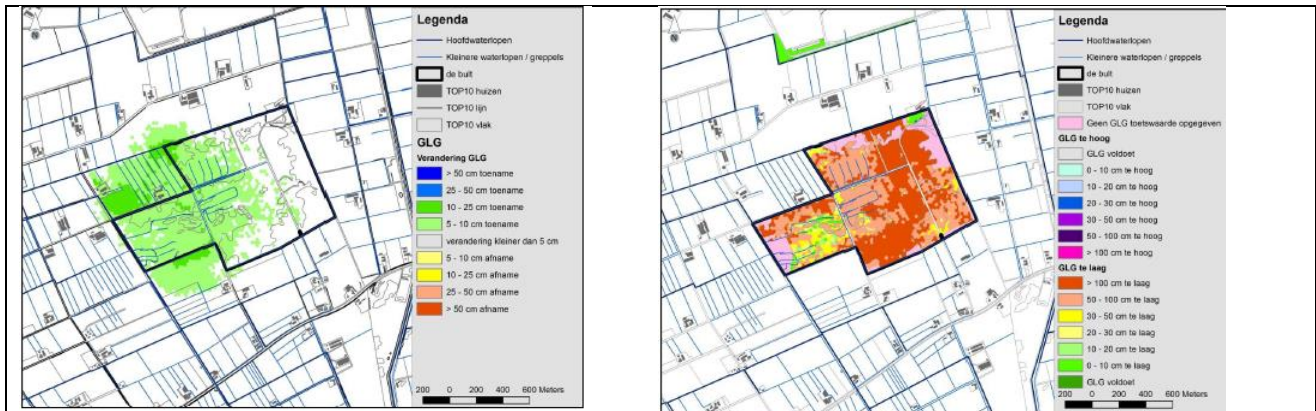 Legenda
Hoofdwaterlopen
Kleinere waterlopen / greppels
de bult
TOP10 huizen
TOP10 lijn
TOP10 vlak
GLG
Verandering GLG
> 50 cm toename
25 - 50 cm toename
10 - 25 cm toename
5 - 10 cm toename
verandering kleiner dan 5 cm
5 - 10 cm afname
10 - 25 cm afname
25 - 50 cm afname
> 50 cm afname
200 0 200 400 600 Meters
Legenda
Hoofdwaterlopen
Kleinere waterlopen / greppels
de bult
TOP10 huizen
TOP10 vlak
Geen GLG toetswaarde opgegeven
GLG te hoog
GLG voldoet
0 - 10 cm te hoog
10 - 20 cm te hoog
20 - 30 cm te hoog
30 - 50 cm te hoog
50 - 100 cm te hoog
> 100 cm te hoog
GLG te laag
> 100 cm te laag
50 - 100 cm te laag
30 - 50 cm te laag
20 - 30 cm te laag
10 - 20 cm te laag
0 - 10 cm te laag
GLG voldoet
200 0 200 400 600 Meters